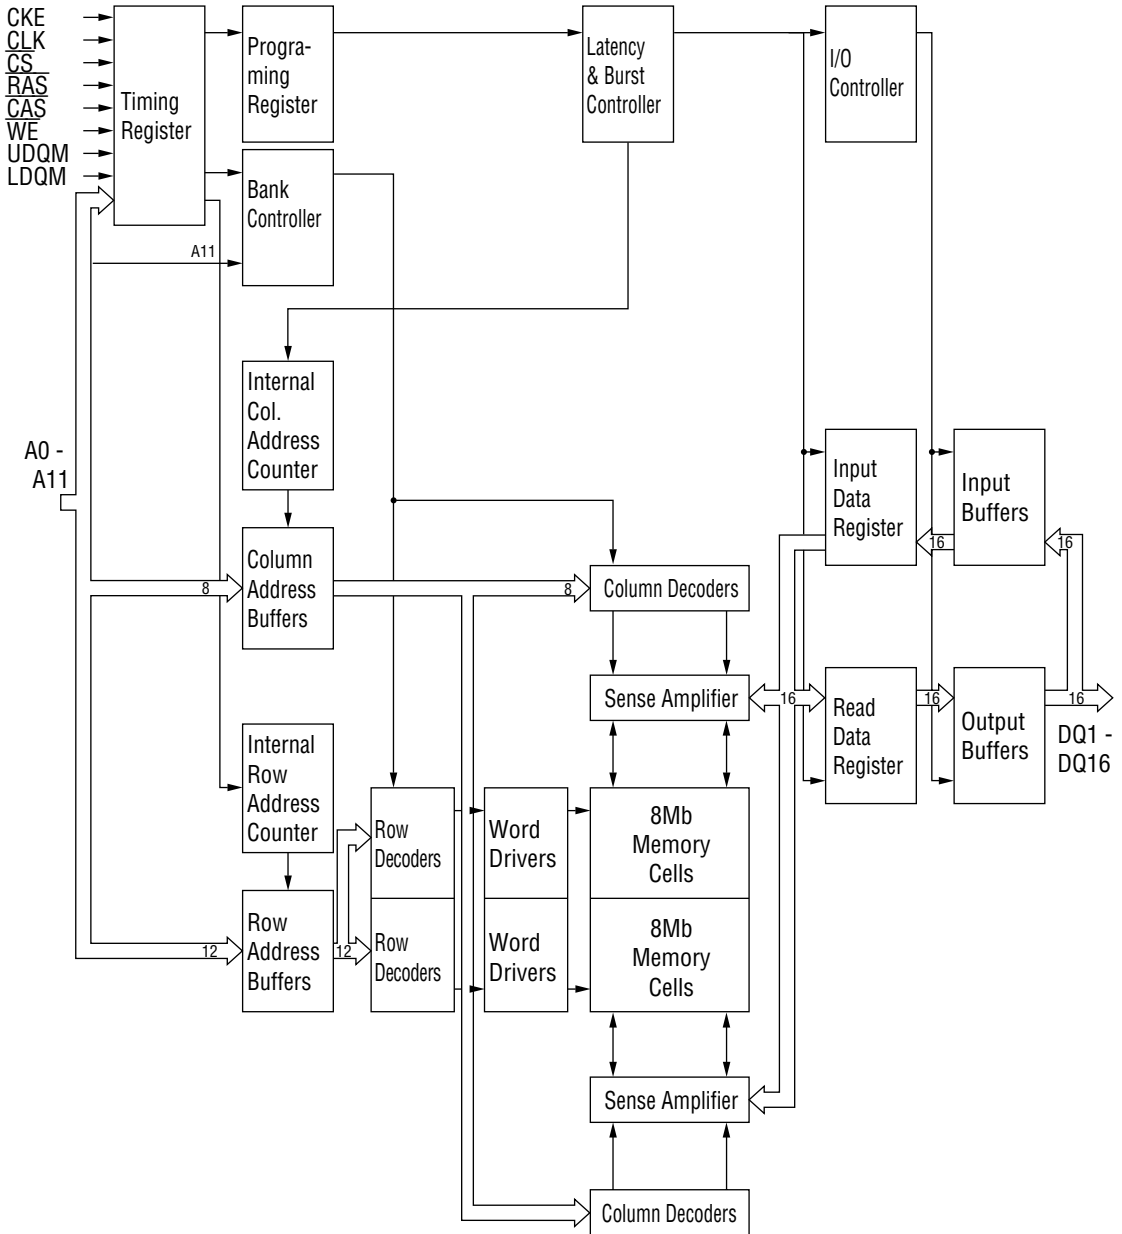 CKE
CLK
CS
RAS
CAS
WE
UDQM
LDQM
Timing
Register
Progra-
ming
Register
Latency
& Burst
Controller
I/O
Controller
Bank
Controller
A11
Internal
Col.
Address
Counter
A0 -
A11
Input
Data
Register
16
Input
Buffers
16
Column
Address
Buffers
8
8
Column Decoders
Sense Amplifier
16
Read
Data
Register
16
Output
Buffers
16
DQ1 -
DQ16
Internal
Row
Address
Counter
Row
Decoders
Word
Drivers
8Mb
Memory
Cells
12
Row
Address
Buffers
12
Row
Decoders
Word
Drivers
8Mb
Memory
Cells
Sense Amplifier
Column Decoders